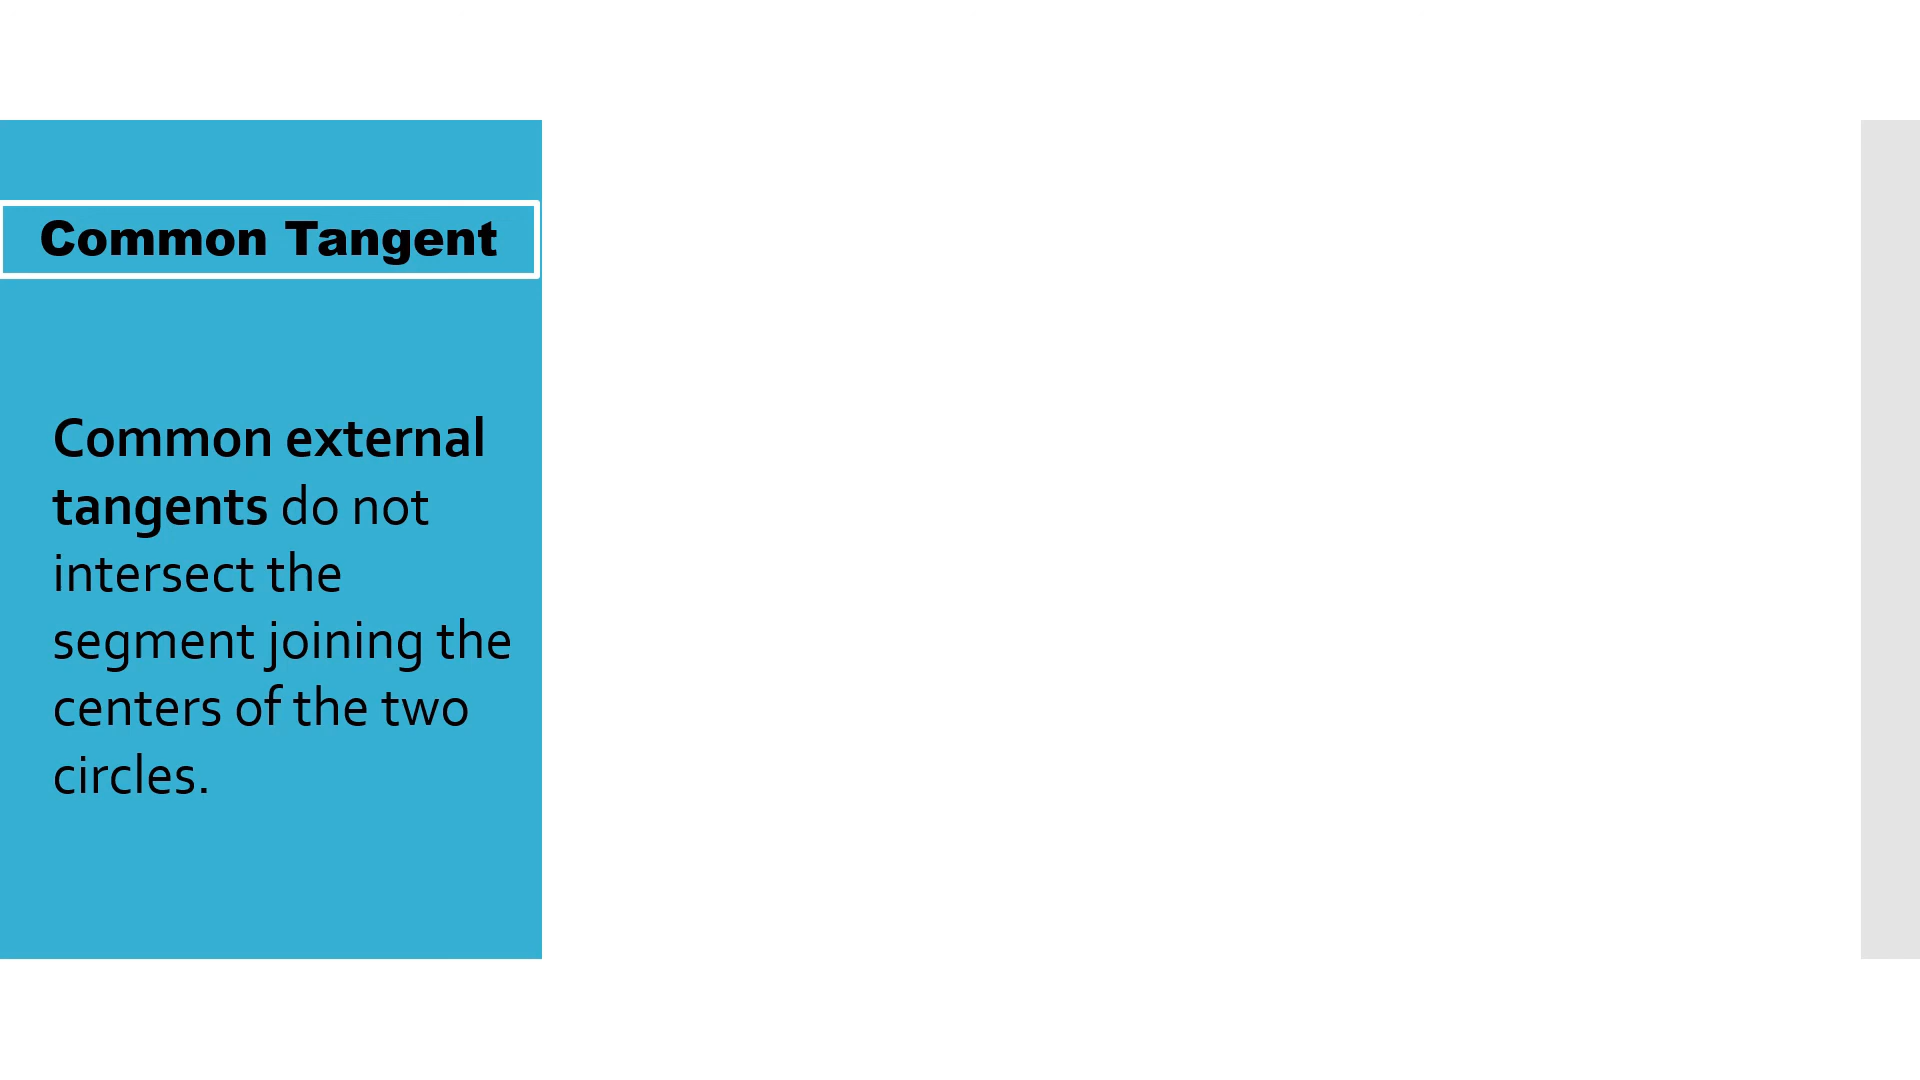 Common Tangent
Common external
tangents do not
intersect the
segment joining the
centers of the two
circles.